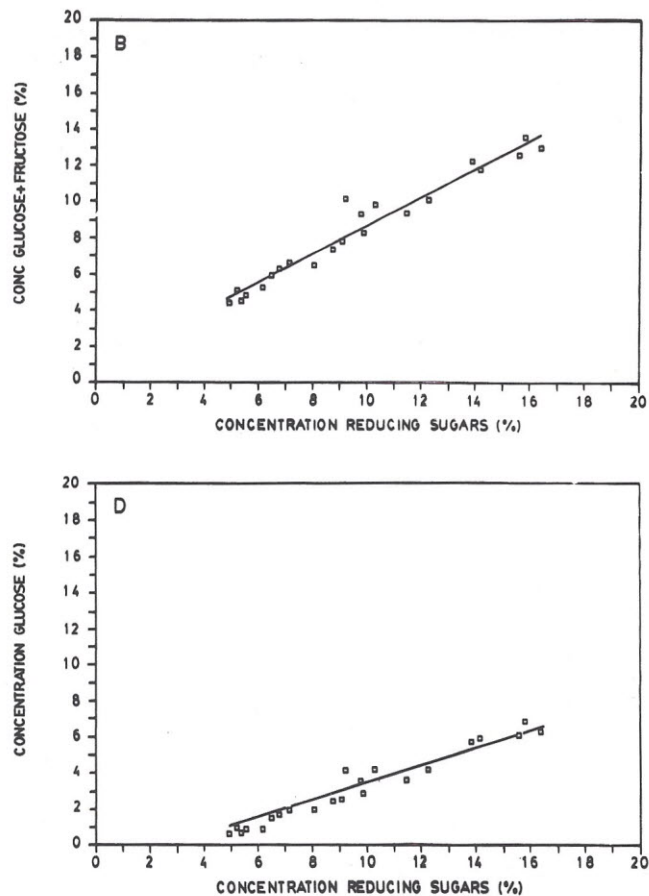 B
CONC GLUCOSE+FRUCTOSE (%)
20
18
16
14
12
10
8
6
4
2
0
0 2 4 6 8 10 12 14 16 18 20
CONCENTRATION REDUCING SUGARS (%)
D
CONCENTRATION GLUCOSE (%)
20
18
16
14
12
10
8
6
4
2
0
0 2 4 6 8 10 12 14 16 18 20
CONCENTRATION REDUCING SUGARS (%)